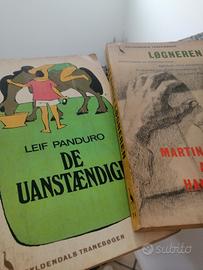 LEIF PANDURO
DE
UANSTÆNDIGE
GYLDENDALS TRANEBØGER
LØGNEREN
MARTIN A.
HAN
subito